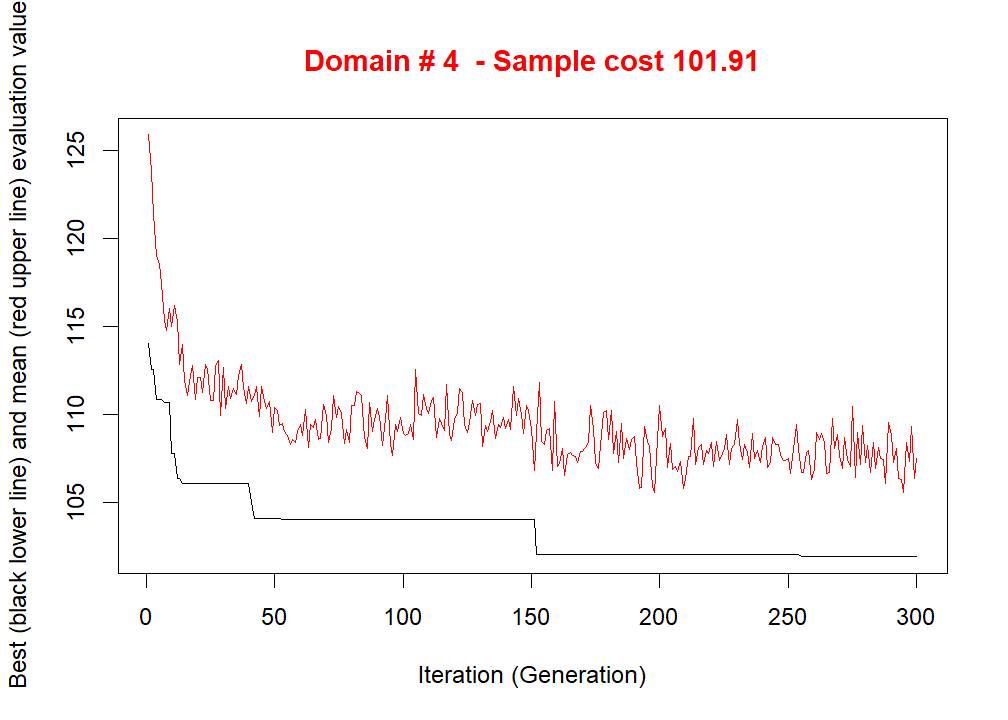 Domain # 4  - Sample cost 101.91
Best (black lower line) and mean (red upper line) evaluation value
125
120
115
110
105
0 50 100 150 200 250 300
Iteration (Generation)